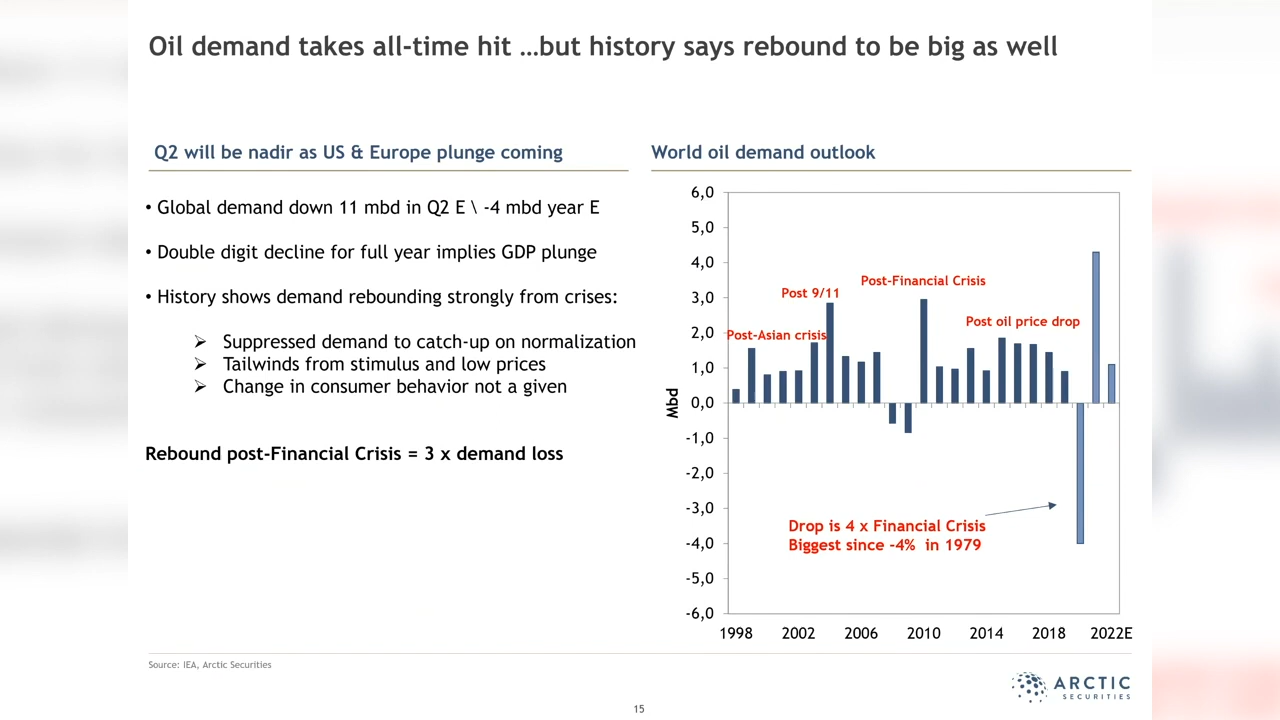 Oil demand takes all-time hit …but history says rebound to be big as well
Q2 will be nadir as US & Europe plunge coming
• Global demand down 11 mbd in Q2 E \ -4 mbd year E
• Double digit decline for full year implies GDP plunge
• History shows demand rebounding strongly from crises:
➢ Suppressed demand to catch-up on normalization
➢ Tailwinds from stimulus and low prices
➢ Change in consumer behavior not a given
Rebound post-Financial Crisis = 3 x demand loss
World oil demand outlook
6,0
5,0
4,0
3,0
2,0
1,0
0,0
-1,0
-2,0
-3,0
-4,0
-5,0
-6,0
Mbd
Post-Asian crisis
Post 9/11
Post-Financial Crisis
Post oil price drop
Drop is 4 x Financial Crisis
Biggest since -4% in 1979
1998 2002 2006 2010 2014 2018 2022E
Source: IEA, Arctic Securities
ARCTIC
SECURITIES
15